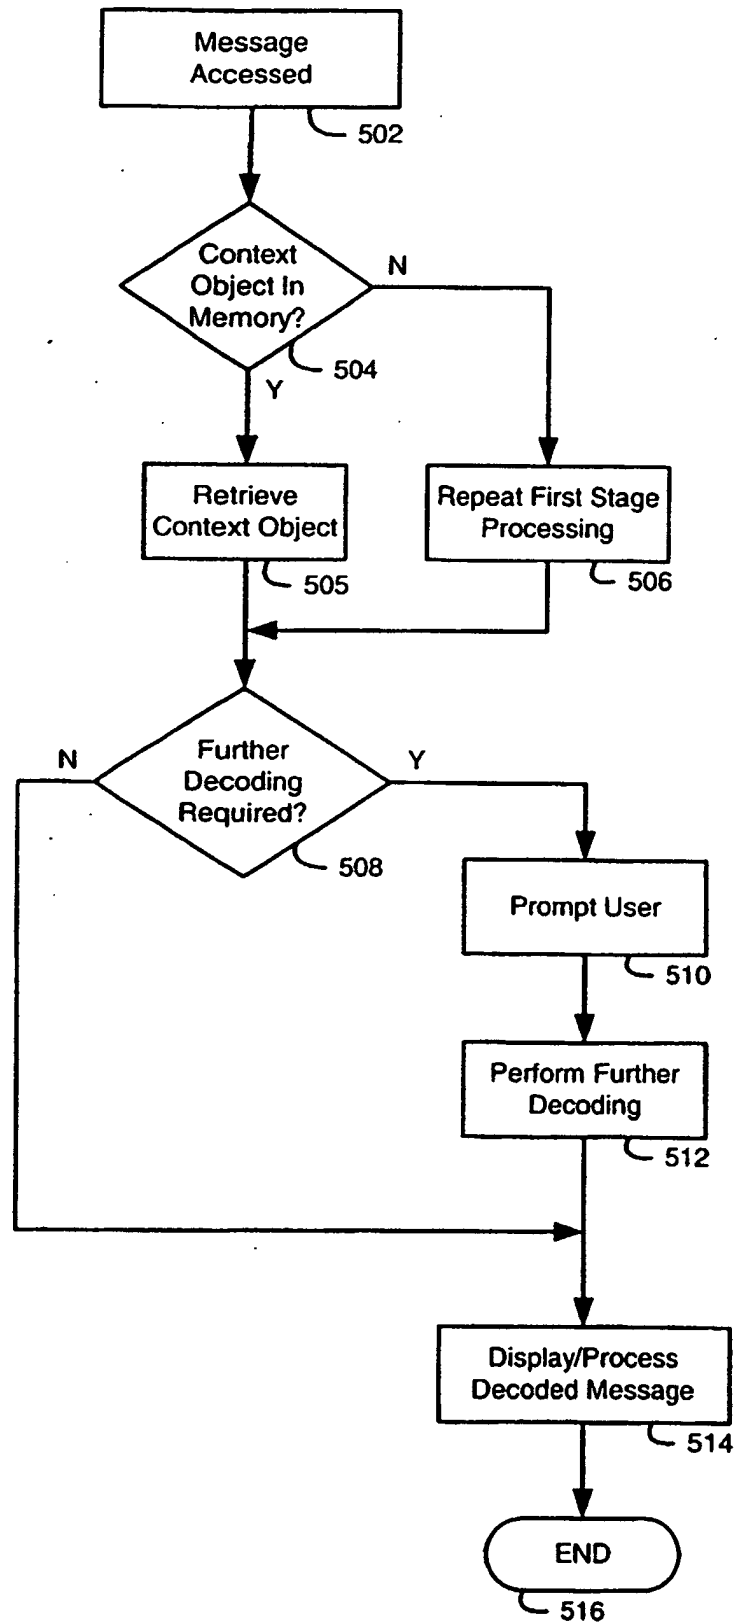 Message
Accessed
502
Context
Object In
Memory?
N
504
Y
Retrieve
Context Object
505
Repeat First Stage
Processing
506
Further
Decoding
Required?
N
Y
508
Prompt User
510
Perform Further
Decoding
512
Display/Process
Decoded Message
514
END
516